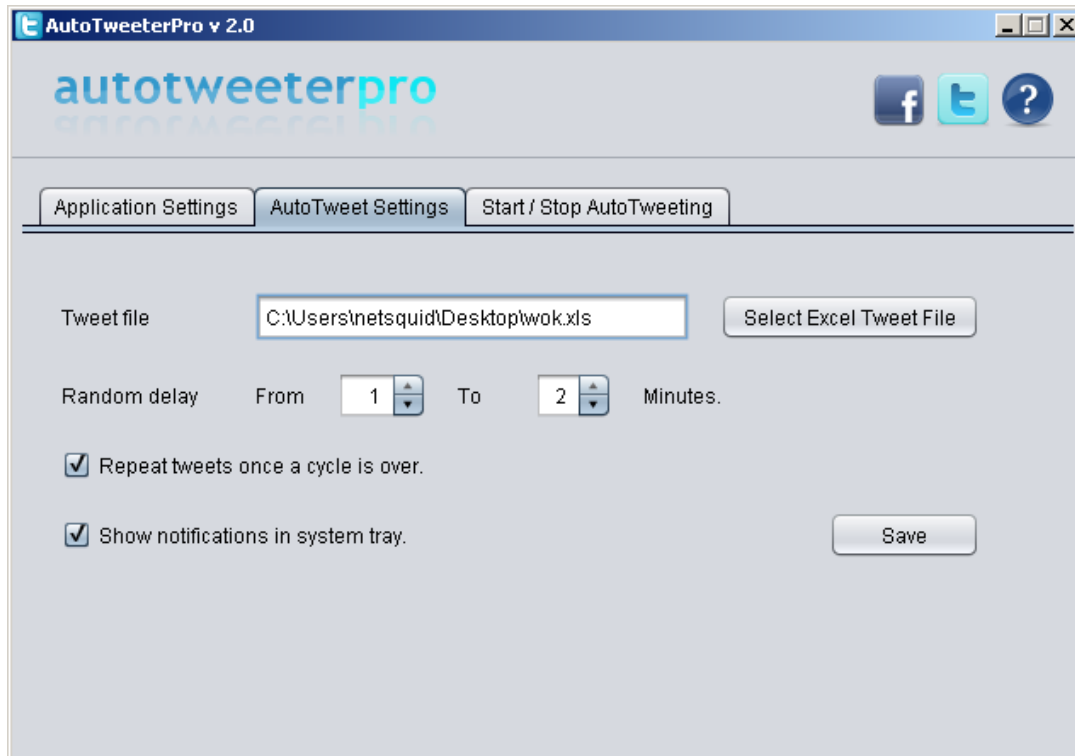 AutoTweeterPro v 2.0
autotweeterpro
Application Settings AutoTweet Settings Start / Stop AutoTweeting
Tweet file C:\Users\netsquid\Desktop\wok.xls Select Excel Tweet File
Random delay From 1 To 2 Minutes.
Repeat tweets once a cycle is over.
Show notifications in system tray. Save